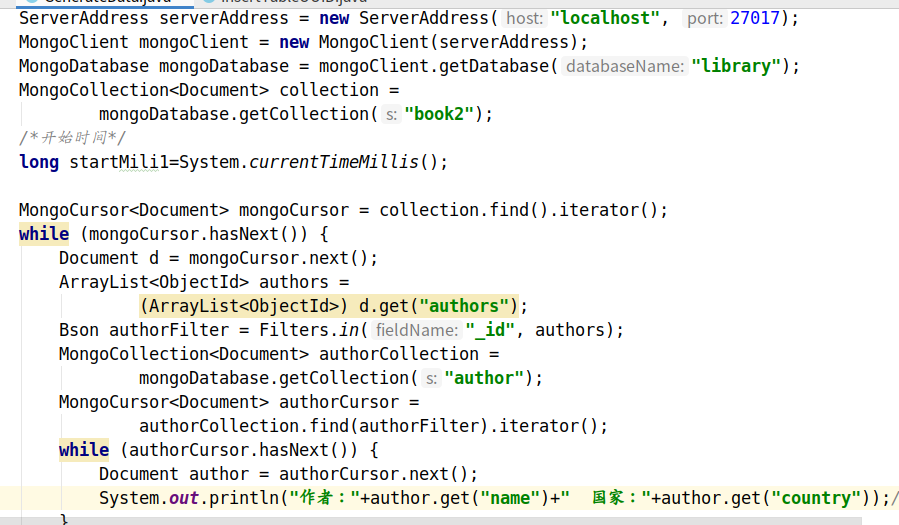 ServerAddress serverAddress = new ServerAddress( host: "localhost", port: 27017);
MongoClient mongoClient = new MongoClient(serverAddress);
MongoDatabase mongoDatabase = mongoClient.getDatabase( databaseName: "library");
MongoCollection<Document> collection =
mongoDatabase.getCollection( s: "book2");
/*开始时间*/
long startMili1=System.currentTimeMillis();
MongoCursor<Document> mongoCursor = collection.find().iterator();
while (mongoCursor.hasNext()) {
Document d = mongoCursor.next();
ArrayList<ObjectId> authors =
(ArrayList<ObjectId>) d.get("authors");
Bson authorFilter = Filters.in( fieldName: "_id", authors);
MongoCollection<Document> authorCollection =
mongoDatabase.getCollection( s: "author");
MongoCursor<Document> authorCursor =
authorCollection.find(authorFilter).iterator();
while (authorCursor.hasNext()) {
Document author = authorCursor.next();
System.out.println("作者："+author.get("name")+"  国家："+author.get("country"));/
}